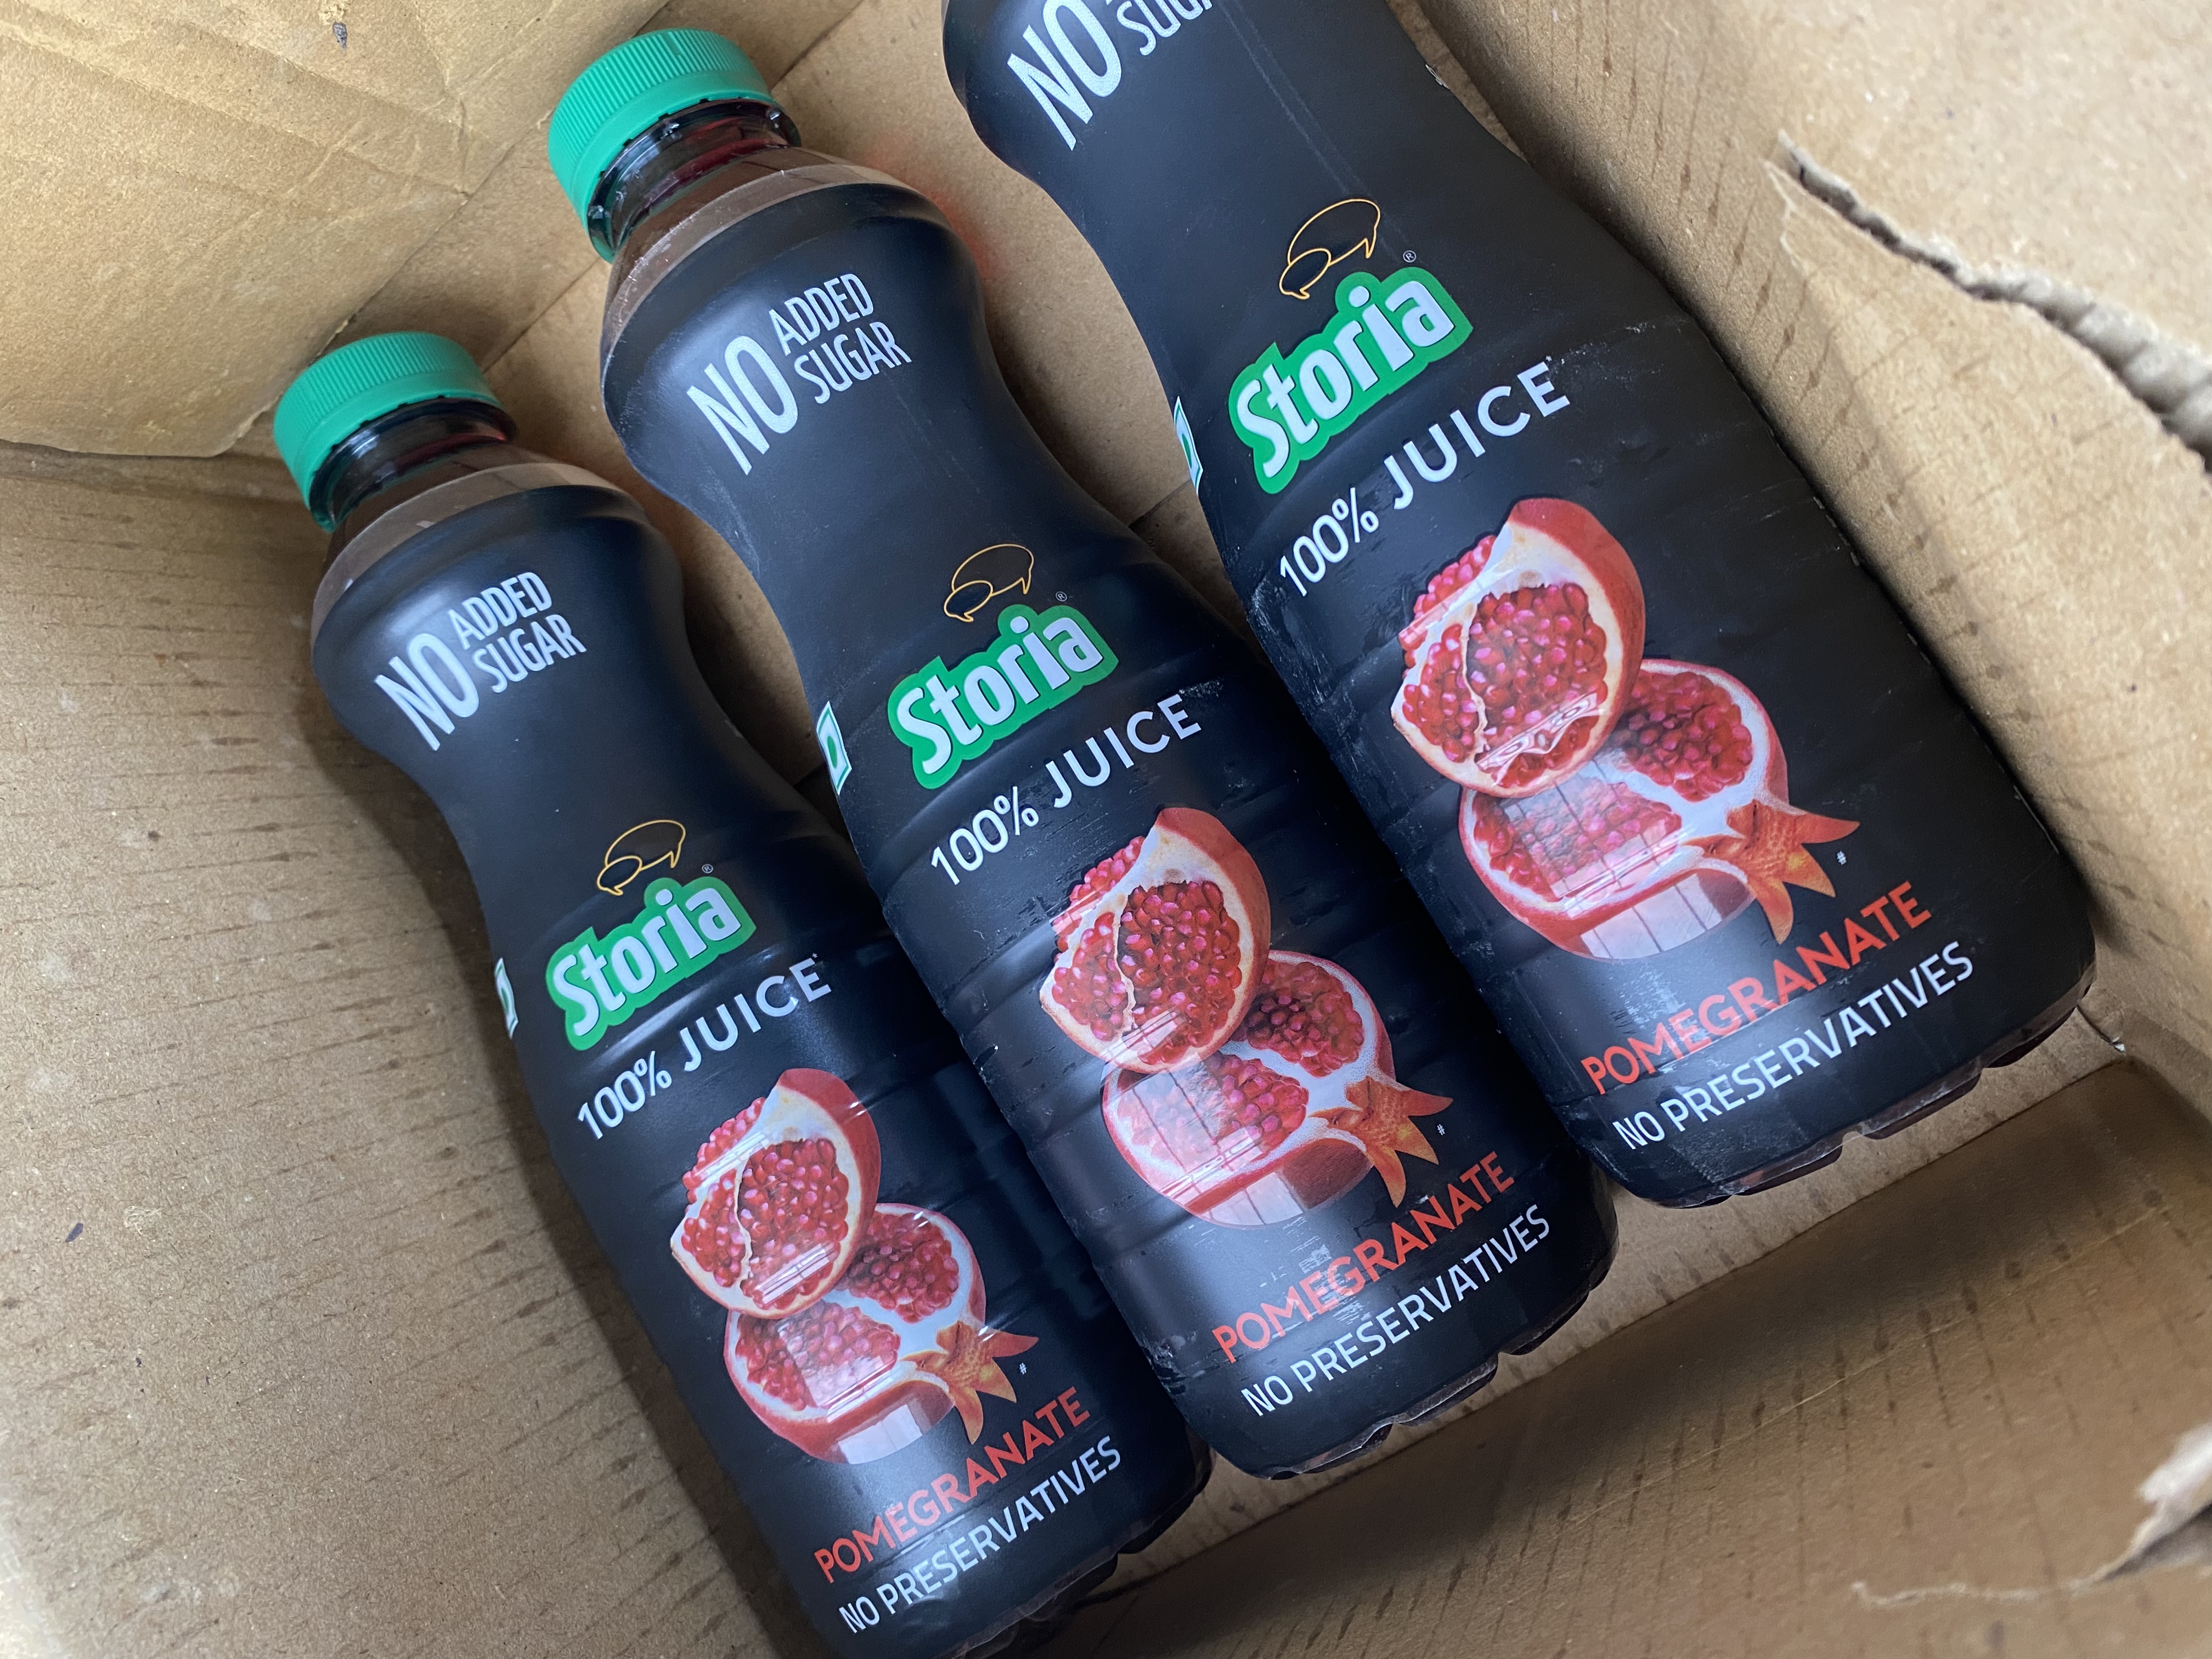 NO ADDED
SUGAR
Storia®
100% JUICE*
#
POMEGRANATE
NO PRESERVATIVES
NO ADDED
SUGAR
Storia®
100% JUICE*
#
POMEGRANATE
NO PRESERVATIVES
NO
SUGAR
Storia®
100% JUICE*
#
POMEGRANATE
NO PRESERVATIVES